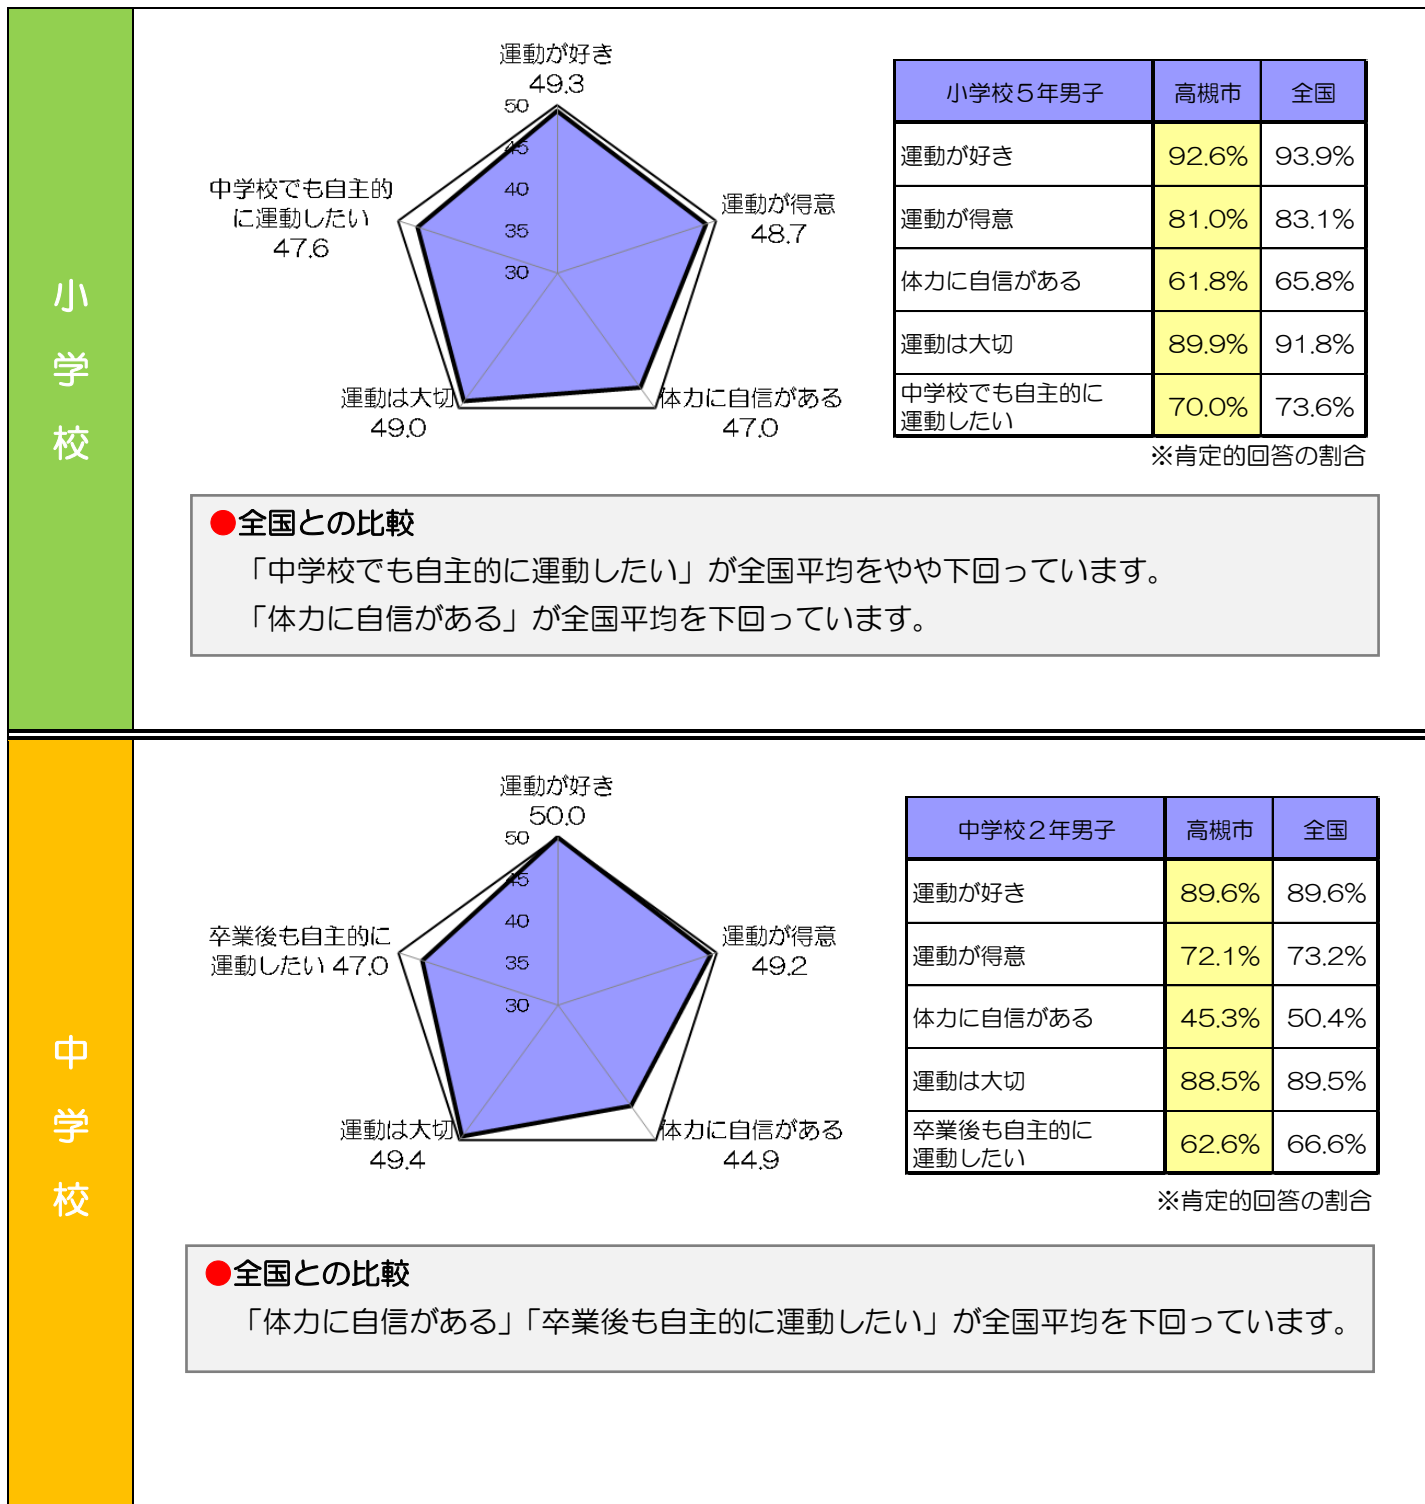 小
学
校
運動が好き
49.3
50
45
40
35
30
運動が得意
48.7
体力に自信がある
47.0
運動は大切
49.0
中学校でも自主的
に運動したい
47.6
小学校5年男子 高槻市 全国
運動が好き 92.6% 93.9%
運動が得意 81.0% 83.1%
体力に自信がある 61.8% 65.8%
運動は大切 89.9% 91.8%
中学校でも自主的に
運動したい 70.0% 73.6%
※肯定的回答の割合
●全国との比較
「中学校でも自主的に運動したい」が全国平均をやや下回っています。
「体力に自信がある」が全国平均を下回っています。
中
学
校
運動が好き
50.0
50
45
40
35
30
運動が得意
49.2
体力に自信がある
44.9
運動は大切
49.4
卒業後も自主的に
運動したい 47.0
中学校2年男子 高槻市 全国
運動が好き 89.6% 89.6%
運動が得意 72.1% 73.2%
体力に自信がある 45.3% 50.4%
運動は大切 88.5% 89.5%
卒業後も自主的に
運動したい 62.6% 66.6%
※肯定的回答の割合
●全国との比較
「体力に自信がある」「卒業後も自主的に運動したい」が全国平均を下回っています。